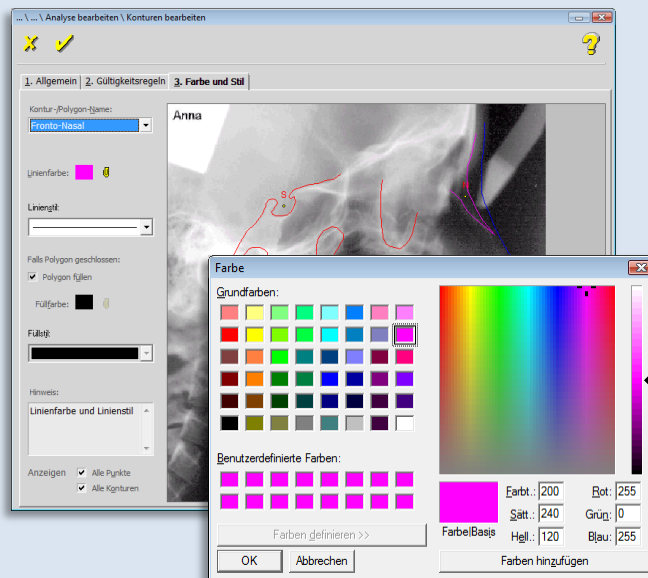 ... \ ... \ Analyse bearbeiten \ Konturen bearbeiten
1. Allgemein
2. Gültigkeitsregeln
3. Farbe und Stil
Kontur-/Polygon-Name:
Fronto-Nasal
Linienfarbe:
Linienstil:
Falls Polygon geschlossen:
Polygon füllen
Füllfarbe:
Füllstil:
Hinweis:
Linienfarbe und Linienstil
Anzeigen
Alle Punkte
Alle Konturen
Anna
S
N
Farbe
Grundfarben:
Benutzerdefinierte Farben:
Farben definieren >>
OK
Abbrechen
Farbe|Basis
Farbt.: 200
Rot: 255
Sätt.: 240
Grün: 0
Hell.: 120
Blau: 255
Farben hinzufügen